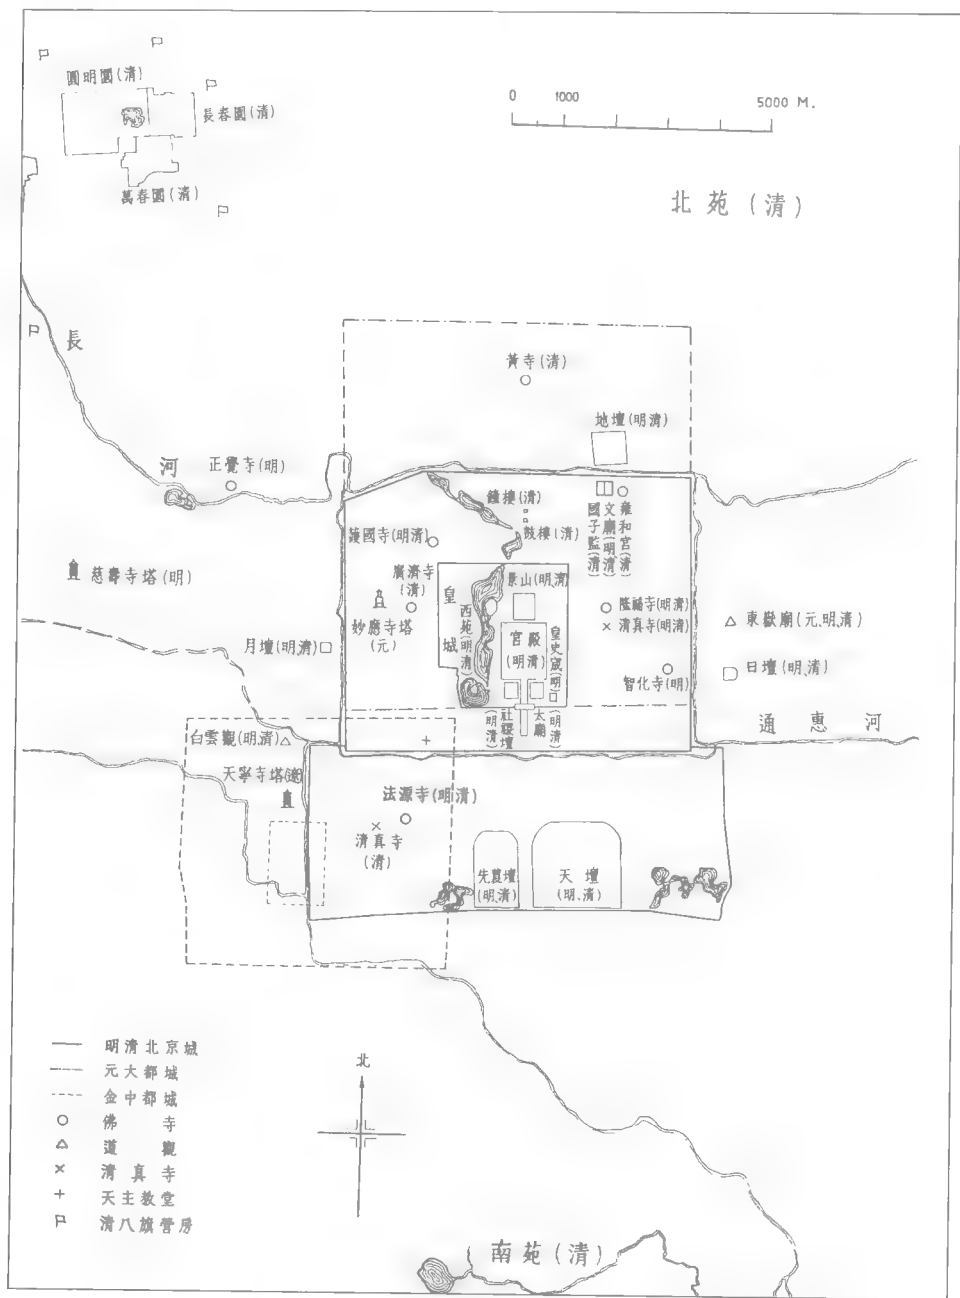 圓明園(清)
長春園(清)
萬春園(清)
0 1000 5000 M.
北苑(清)
長
河
黃寺(清)
地壇(明清)
正覺寺(明)
鐘樓(清)
鼓樓(清)
國子監(清)
文廟(明清)
雍和宮(清)
護國寺(明清)
慈壽寺塔(明)
廣濟寺
(清)
妙應寺塔
(元)
皇城
西苑(明清)
景山(明清)
宮殿
(明清)
皇史宬(明)
隆福寺(明清)
清真寺(明清)
東嶽廟(元.明.清)
月壇(明.清)
智化寺(明)
日壇(明.清)
社稷壇
(明清)
太廟
(明清)
通惠河
白雲觀(明.清)
天寧寺塔(遼)
法源寺(明清)
清真寺
(清)
先農壇
(明.清)
天壇
(明.清)
明清北京城
元大都城
金中都城
佛寺
道觀
清真寺
天主教堂
清八旗營房
北
南苑(清)